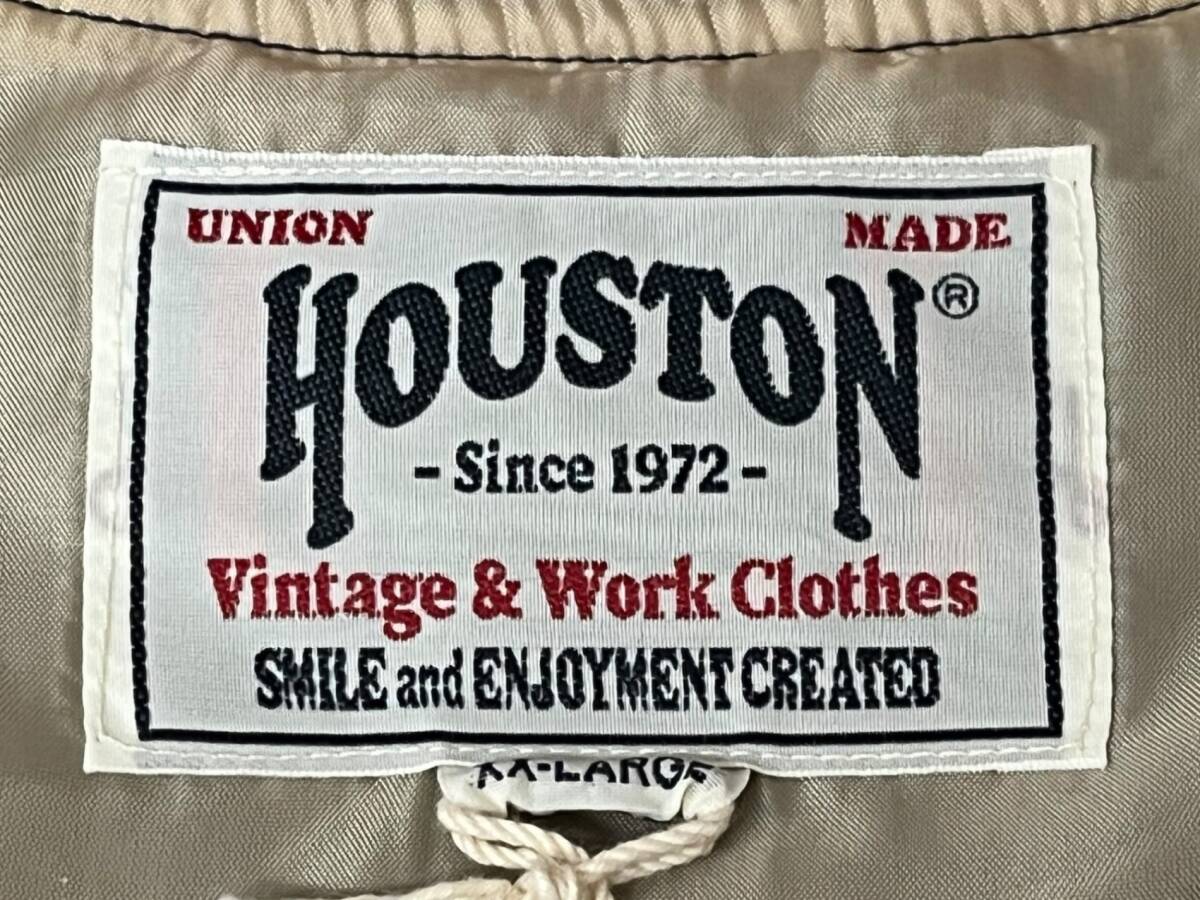 UNION MADE
HOUSTON®
- Since 1972 -
Vintage & Work Clothes
SMILE and ENJOYMENT CREATED
XX-LARGE